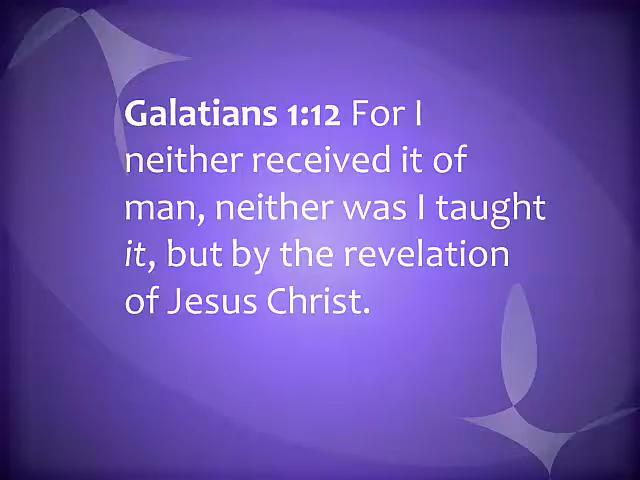 Galatians 1:12 For I
neither received it of
man, neither was I taught
it, but by the revelation
of Jesus Christ.